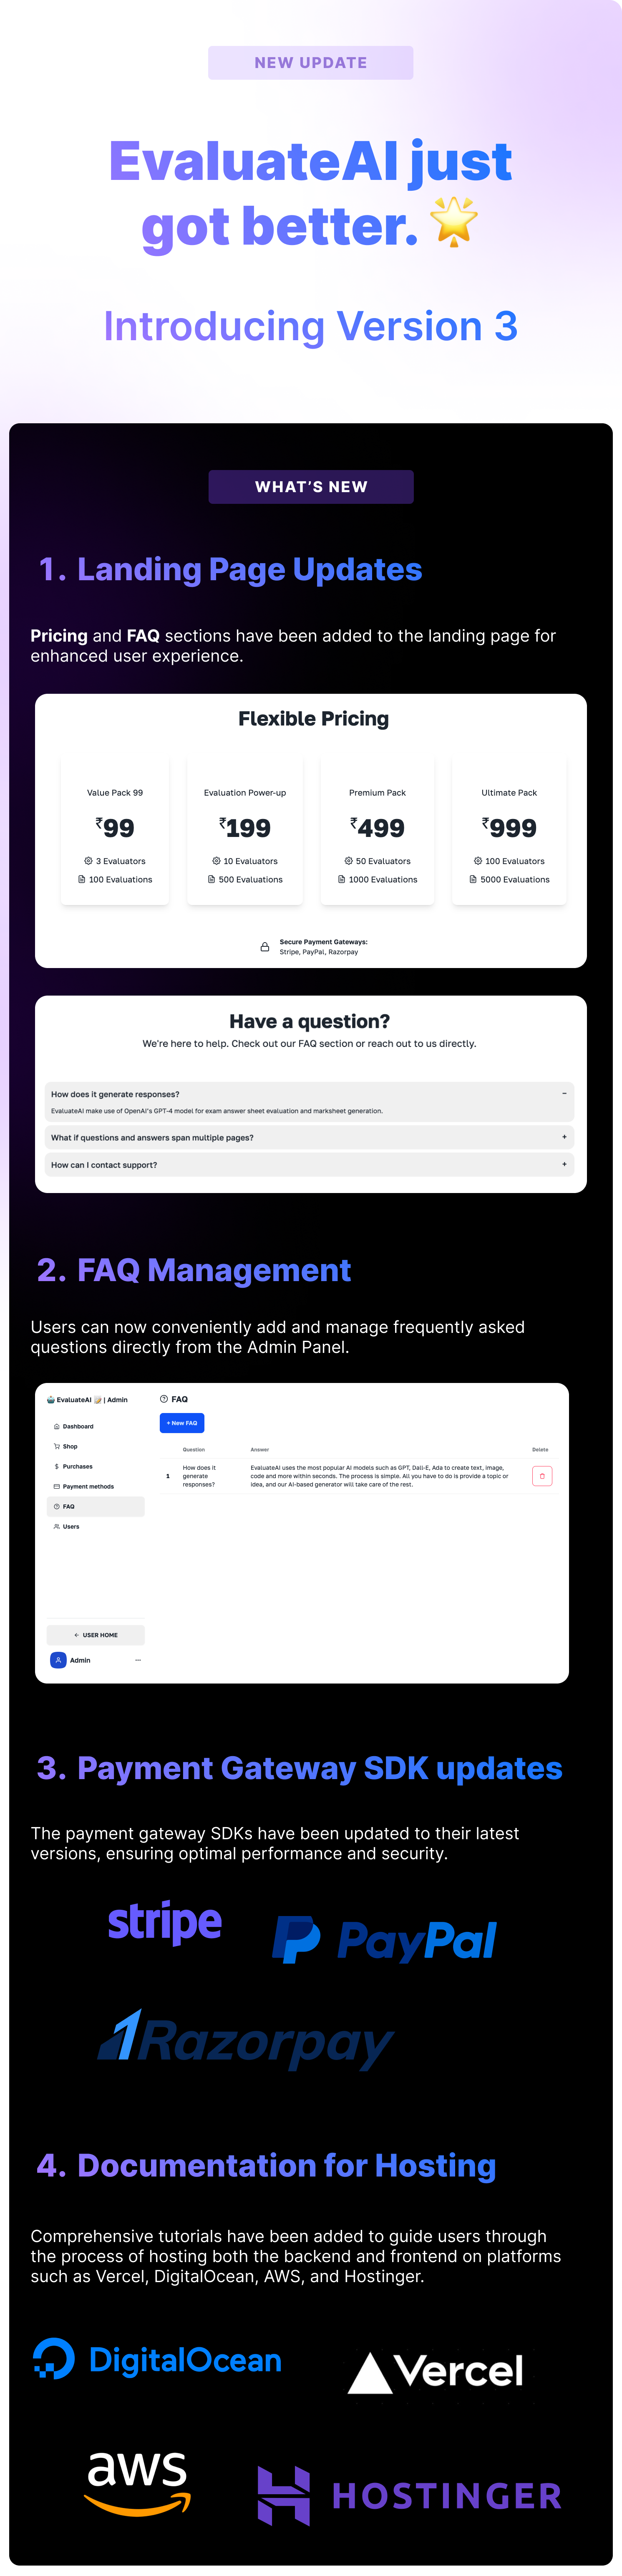 NEW UPDATE
EvaluateAI just
got better. 🌟
Introducing Version 3
WHAT'S NEW
1. Landing Page Updates
Pricing and FAQ sections have been added to the landing page for
enhanced user experience.
Flexible Pricing
Value Pack 99
₹99
3 Evaluators
100 Evaluations
Evaluation Power-up
₹199
10 Evaluators
500 Evaluations
Premium Pack
₹499
50 Evaluators
1000 Evaluations
Ultimate Pack
₹999
100 Evaluators
5000 Evaluations
Secure Payment Gateways:
Stripe, PayPal, Razorpay
Have a question?
We're here to help. Check out our FAQ section or reach out to us directly.
How does it generate responses? −
EvaluateAI make use of OpenAI's GPT-4 model for exam answer sheet evaluation and marksheet generation.
What if questions and answers span multiple pages? +
How can I contact support? +
2. FAQ Management
Users can now conveniently add and manage frequently asked
questions directly from the Admin Panel.
🤖 EvaluateAI 📝 | Admin
Dashboard
Shop
Purchases
Payment methods
FAQ
Users
← USER HOME
Admin ...
FAQ
+ New FAQ
Question Answer Delete
1
How does it
generate
responses?
EvaluateAI uses the most popular AI models such as GPT, Dall-E, Ada to create text, image,
code and more within seconds. The process is simple. All you have to do is provide a topic or
idea, and our AI-based generator will take care of the rest.
3. Payment Gateway SDK updates
The payment gateway SDKs have been updated to their latest
versions, ensuring optimal performance and security.
stripe
PayPal
Razorpay
4. Documentation for Hosting
Comprehensive tutorials have been added to guide users through
the process of hosting both the backend and frontend on platforms
such as Vercel, DigitalOcean, AWS, and Hostinger.
DigitalOcean
Vercel
aws
HOSTINGER